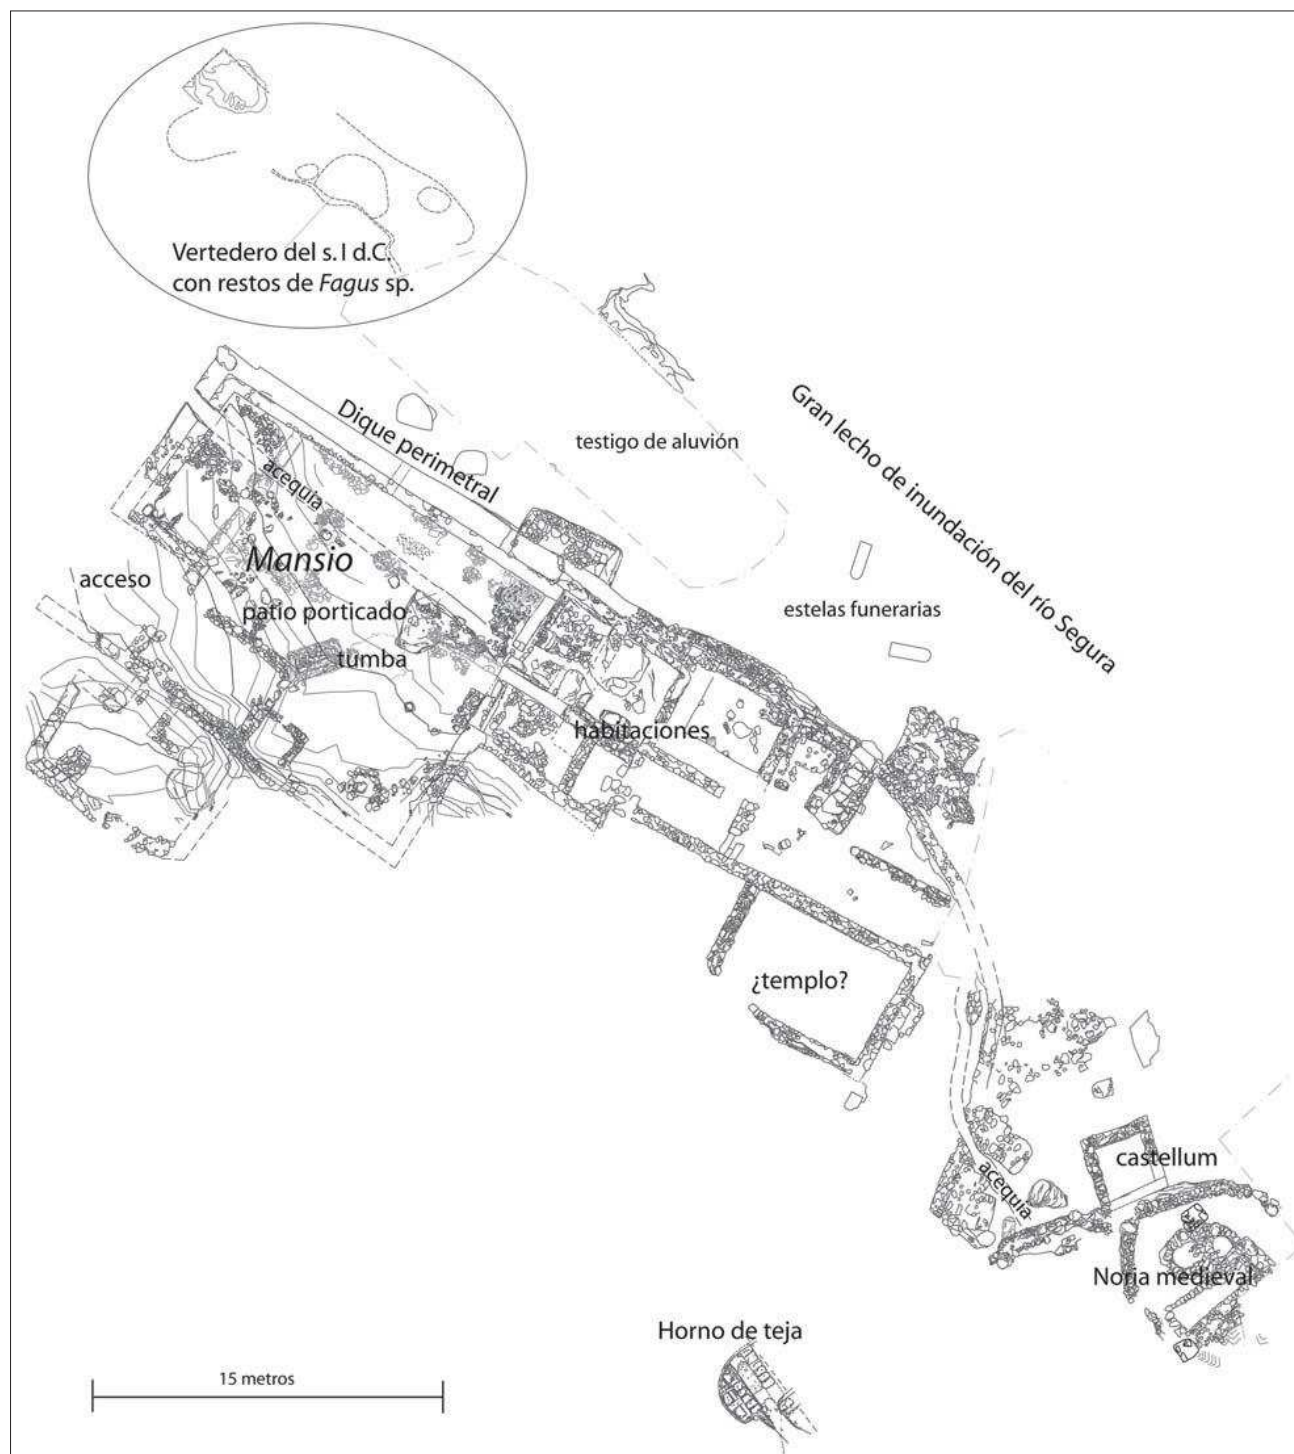 Vertedero del s. I d.C.
con restos de Fagus sp.
Gran lecho de inundación del río Segura
Dique perimetral
testigo de aluvión
acequia
Mansio
acceso
patio porticado
estelas funerarias
tumba
habitaciones
¿templo?
castellum
acequia
Noria medieval
Horno de teja
15 metros